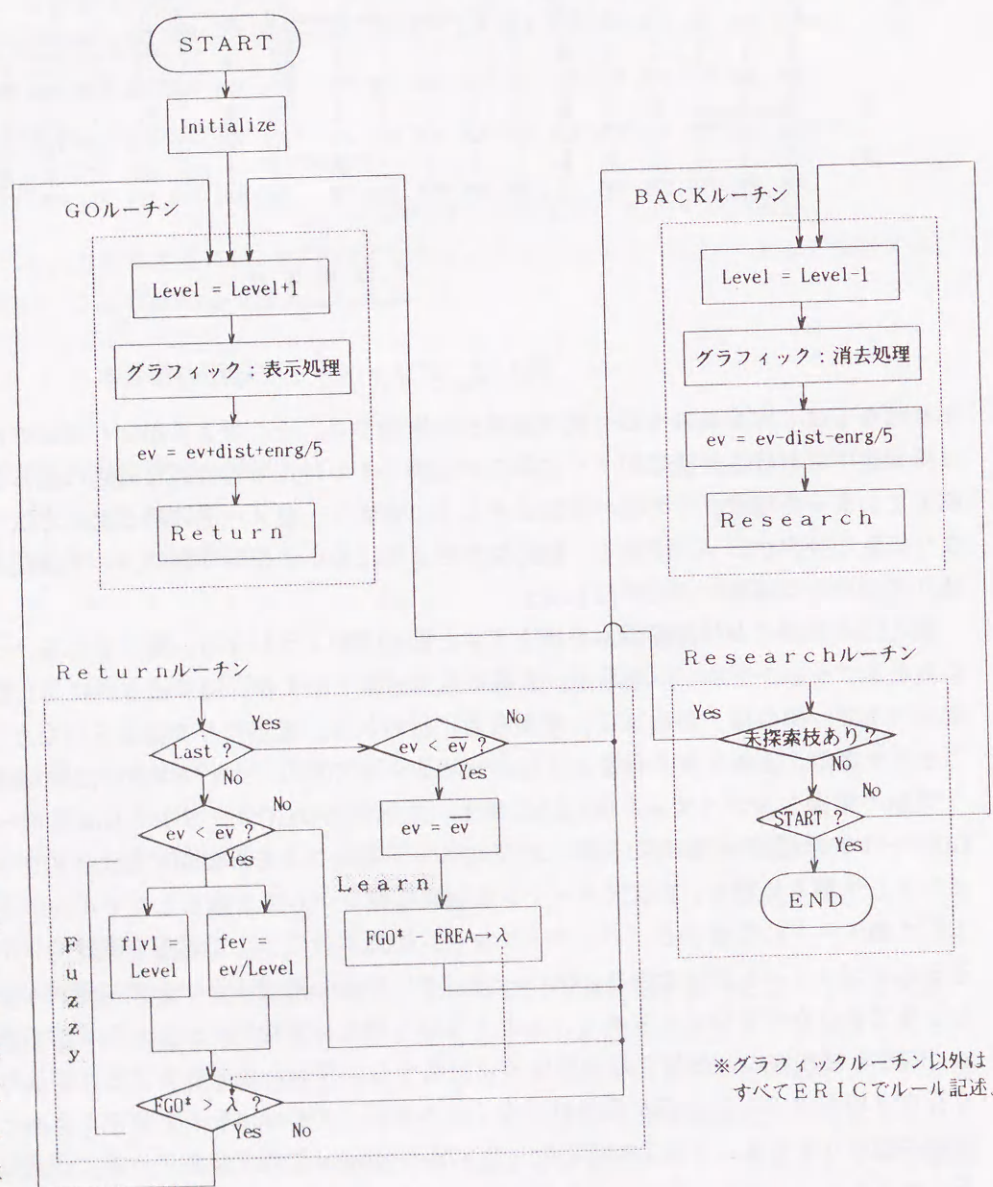 START
Initialize
GOルーチン
Level = Level+1
グラフィック：表示処理
ev = ev+dist+enrg/5
Return
BACKルーチン
Level = Level-1
グラフィック：消去処理
ev = ev-dist-enrg/5
Research
Returnルーチン
Last ?
Yes
No
ev < e̅v̅ ?
No
Yes
ev < e̅v̅ ?
No
Yes
ev = e̅v̅
Learn
FGO* - EREA→λ
Fuzzy
flvl =
Level
fev =
ev/Level
FGO* > λ ?
Yes
No
Researchルーチン
Yes
未探索枝あり？
No
No
START ?
Yes
END
※グラフィックルーチン以外は
すべてERICでルール記述、